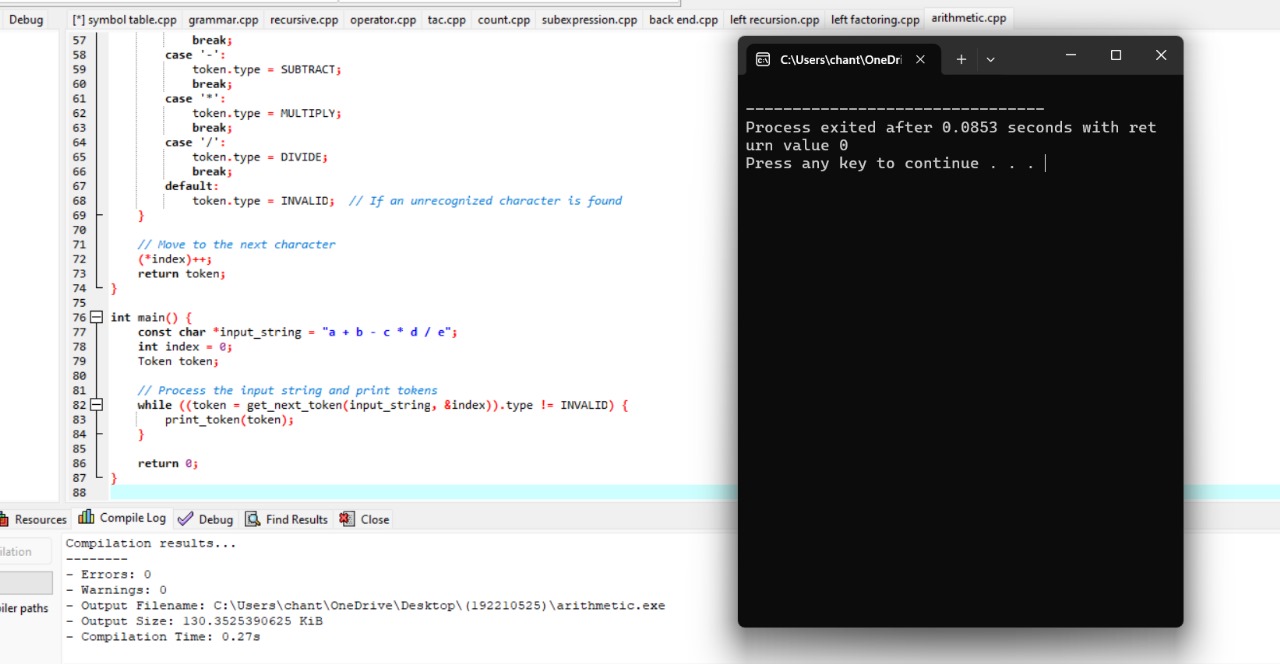 Debug
[*] symbol table.cpp grammar.cpp recursive.cpp operator.cpp tac.cpp count.cpp subexpression.cpp back end.cpp left recursion.cpp left factoring.cpp arithmetic.cpp
57 break;
58 case '-':
59 token.type = SUBTRACT;
60 break;
61 case '*':
62 token.type = MULTIPLY;
63 break;
64 case '/':
65 token.type = DIVIDE;
66 break;
67 default:
68 token.type = INVALID; // If an unrecognized character is found
69 }
70
71 // Move to the next character
72 (*index)++;
73 return token;
74 }
75
76 int main() {
77 const char *input_string = "a + b - c * d / e";
78 int index = 0;
79 Token token;
80
81 // Process the input string and print tokens
82 while ((token = get_next_token(input_string, &index)).type != INVALID) {
83 print_token(token);
84 }
85
86 return 0;
87 }
88
C:\Users\chant\OneDri
--------------------------------
Process exited after 0.0853 seconds with ret
urn value 0
Press any key to continue . . .
Resources Compile Log Debug Find Results Close
ilation
iler paths
Compilation results...
--------
- Errors: 0
- Warnings: 0
- Output Filename: C:\Users\chant\OneDrive\Desktop\(192210525)\arithmetic.exe
- Output Size: 130.3525390625 KiB
- Compilation Time: 0.27s